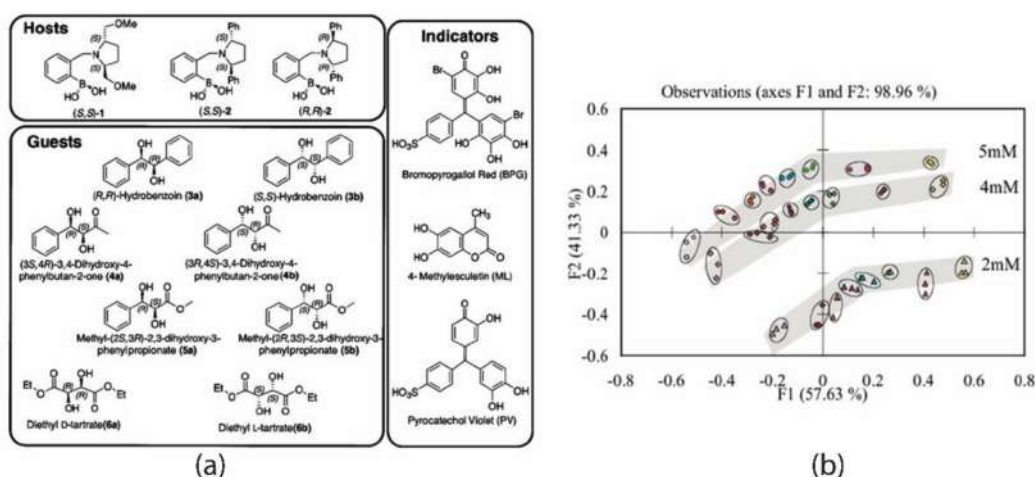 Hosts
OMe
(S)
N
(S)
B
OH
HO
OMe
(S,S)-1
Ph
(S)
N
(S)
Ph
B
OH
HO
(S,S)-2
Ph
(R)
N
(R)
Ph
B
OH
HO
(R,R)-2
Guests
OH
(R)
(R)
OH
(R,R)-Hydrobenzoin (3a)
OH
(S)
(S)
OH
(S,S)-Hydrobenzoin (3b)
OH O
OH
(3S,4R)-3,4-Dihydroxy-4-
phenylbutan-2-one (4a)
OH O
OH
(3R,4S)-3,4-Dihydroxy-4-
phenylbutan-2-one (4b)
OH O
(R)
(S)
O
OH
Methyl-(2S,3R)-2,3-dihydroxy-3-
phenylpropionate (5a)
OH O
(S)
(R)
O
OH
Methyl-(2R,3S)-2,3-dihydroxy-3-
phenylpropionate (5b)
Et
O
O
OH
(R)
(R)
OH
O
O
Et
Diethyl D-tartrate(6a)
Et
O
O
OH
(S)
(S)
OH
O
O
Et
Diethyl L-tartrate(6b)
Indicators
O
Br
OH
OH
Br
HO3S
OH
OH
OH
Bromopyrogallol Red (BPG)
CH3
HO
HO
O
O
4- Methylesculetin (ML)
O
OH
HO3S
OH
OH
Pyrocatechol Violet (PV)
(a)
Observations (axes F1 and F2: 98.96 %)
0.6
0.4
0.2
0
-0.2
-0.4
-0.6
F2 (41.33 %)
5mM
4mM
2mM
-0.8 -0.6 -0.4 -0.2 0 0.2 0.4 0.6 0.8
F1 (57.63 %)
(b)